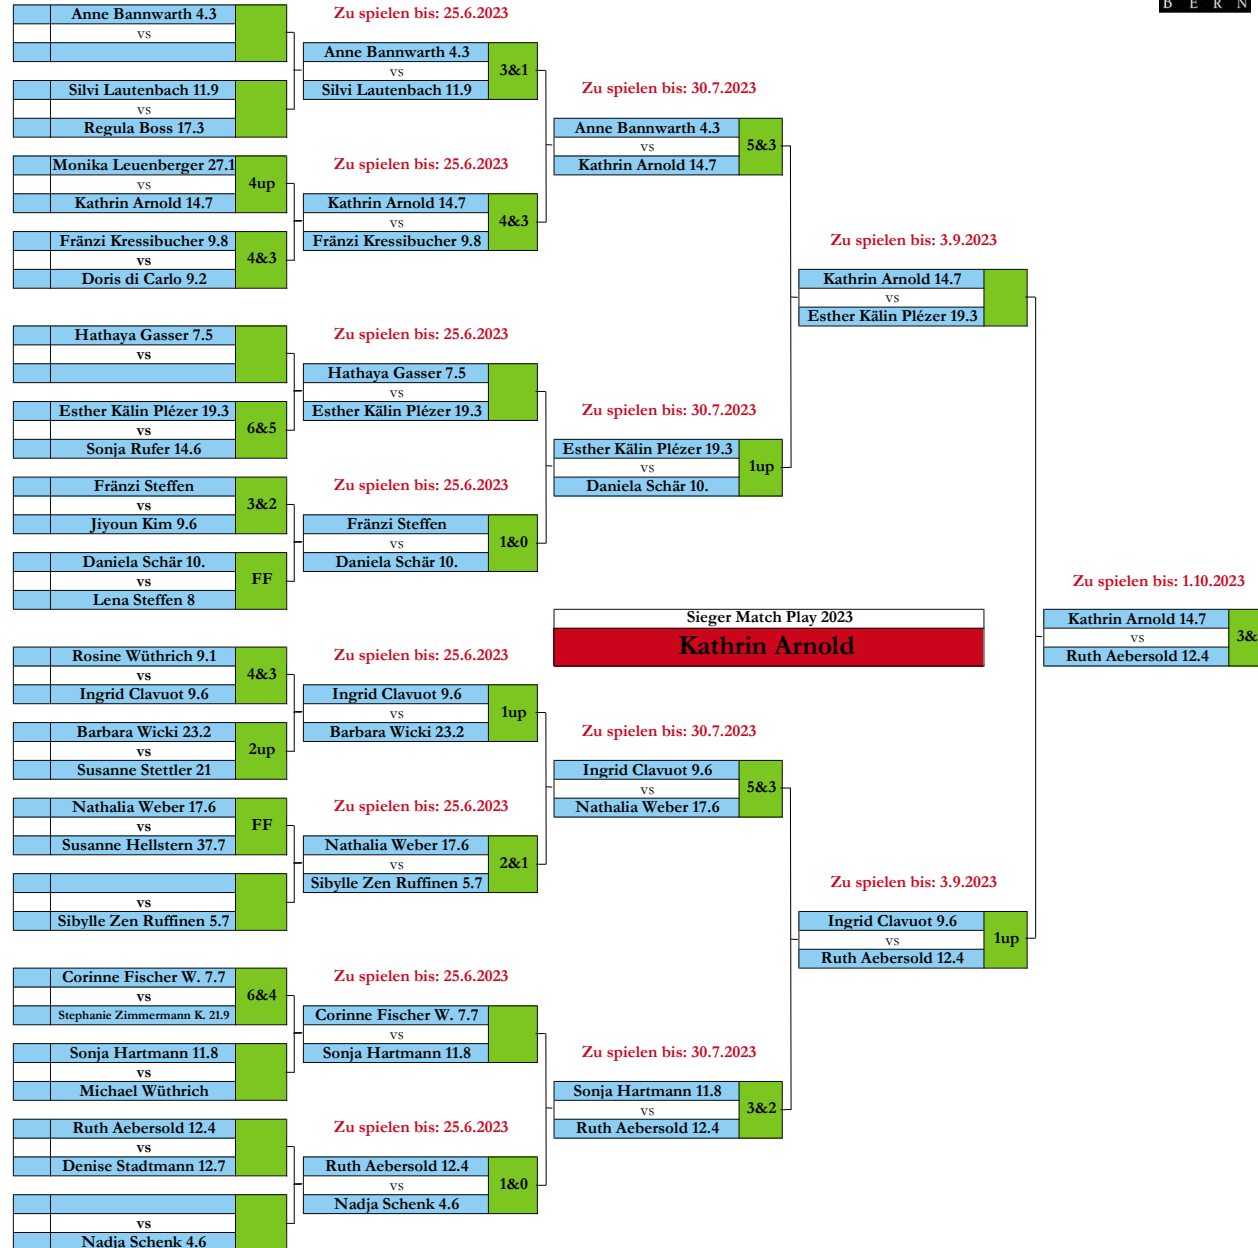 B E R N
Anne Bannwarth 4.3
vs
Silvi Lautenbach 11.9
vs
Regula Boss 17.3
Monika Leuenberger 27.1
vs
Kathrin Arnold 14.7
4up
Fränzi Kressibucher 9.8
vs
Doris di Carlo 9.2
4&3
Hathaya Gasser 7.5
vs
Esther Kälin Plézer 19.3
vs
Sonja Rufer 14.6
6&5
Fränzi Steffen
vs
Jiyoun Kim 9.6
3&2
Daniela Schär 10.
vs
Lena Steffen 8
FF
Rosine Wüthrich 9.1
vs
Ingrid Clavuot 9.6
4&3
Barbara Wicki 23.2
vs
Susanne Stettler 21
2up
Nathalia Weber 17.6
vs
Susanne Hellstern 37.7
FF
vs
Sibylle Zen Ruffinen 5.7
Corinne Fischer W. 7.7
vs
Stephanie Zimmermann K. 21.9
6&4
Sonja Hartmann 11.8
vs
Michael Wüthrich
Ruth Aebersold 12.4
vs
Denise Stadtmann 12.7
vs
Nadja Schenk 4.6
Zu spielen bis: 25.6.2023
Anne Bannwarth 4.3
vs
Silvi Lautenbach 11.9
3&1
Zu spielen bis: 25.6.2023
Kathrin Arnold 14.7
vs
Fränzi Kressibucher 9.8
4&3
Zu spielen bis: 25.6.2023
Hathaya Gasser 7.5
vs
Esther Kälin Plézer 19.3
Zu spielen bis: 25.6.2023
Fränzi Steffen
vs
Daniela Schär 10.
1&0
Zu spielen bis: 25.6.2023
Ingrid Clavuot 9.6
vs
Barbara Wicki 23.2
1up
Zu spielen bis: 25.6.2023
Nathalia Weber 17.6
vs
Sibylle Zen Ruffinen 5.7
2&1
Zu spielen bis: 25.6.2023
Corinne Fischer W. 7.7
vs
Sonja Hartmann 11.8
Zu spielen bis: 25.6.2023
Ruth Aebersold 12.4
vs
Nadja Schenk 4.6
1&0
Zu spielen bis: 30.7.2023
Anne Bannwarth 4.3
vs
Kathrin Arnold 14.7
5&3
Zu spielen bis: 30.7.2023
Esther Kälin Plézer 19.3
vs
Daniela Schär 10.
1up
Sieger Match Play 2023
Kathrin Arnold
Zu spielen bis: 30.7.2023
Ingrid Clavuot 9.6
vs
Nathalia Weber 17.6
5&3
Zu spielen bis: 30.7.2023
Sonja Hartmann 11.8
vs
Ruth Aebersold 12.4
3&2
Zu spielen bis: 3.9.2023
Kathrin Arnold 14.7
vs
Esther Kälin Plézer 19.3
Zu spielen bis: 3.9.2023
Ingrid Clavuot 9.6
vs
Ruth Aebersold 12.4
1up
Zu spielen bis: 1.10.2023
Kathrin Arnold 14.7
vs
Ruth Aebersold 12.4
3&